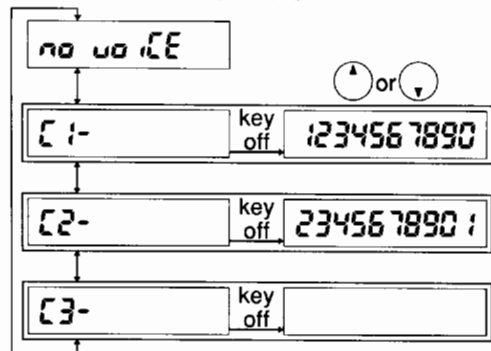 no voiCE
or
C1-
key
off
1234567890
C2-
key
off
2345678901
C3-
key
off